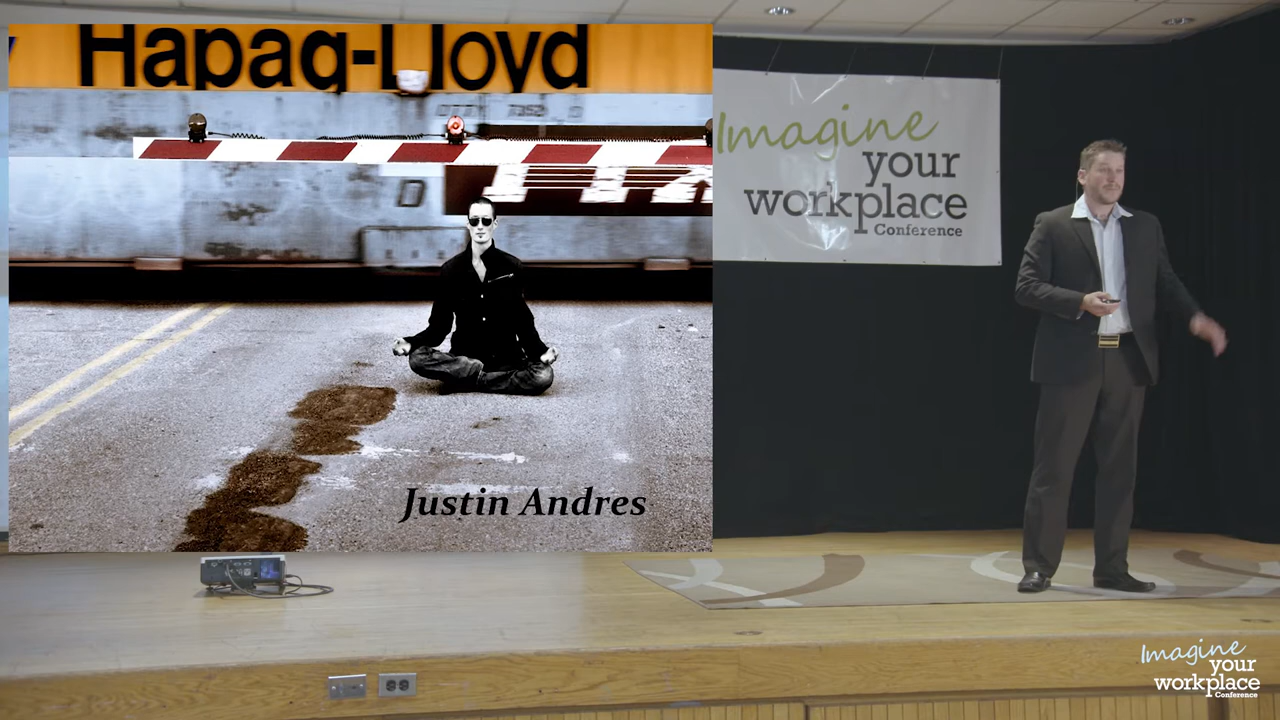 Hapag-Lloyd
Justin Andres
Imagine
your
workplace
Conference
Imagine
your
workplace
Conference